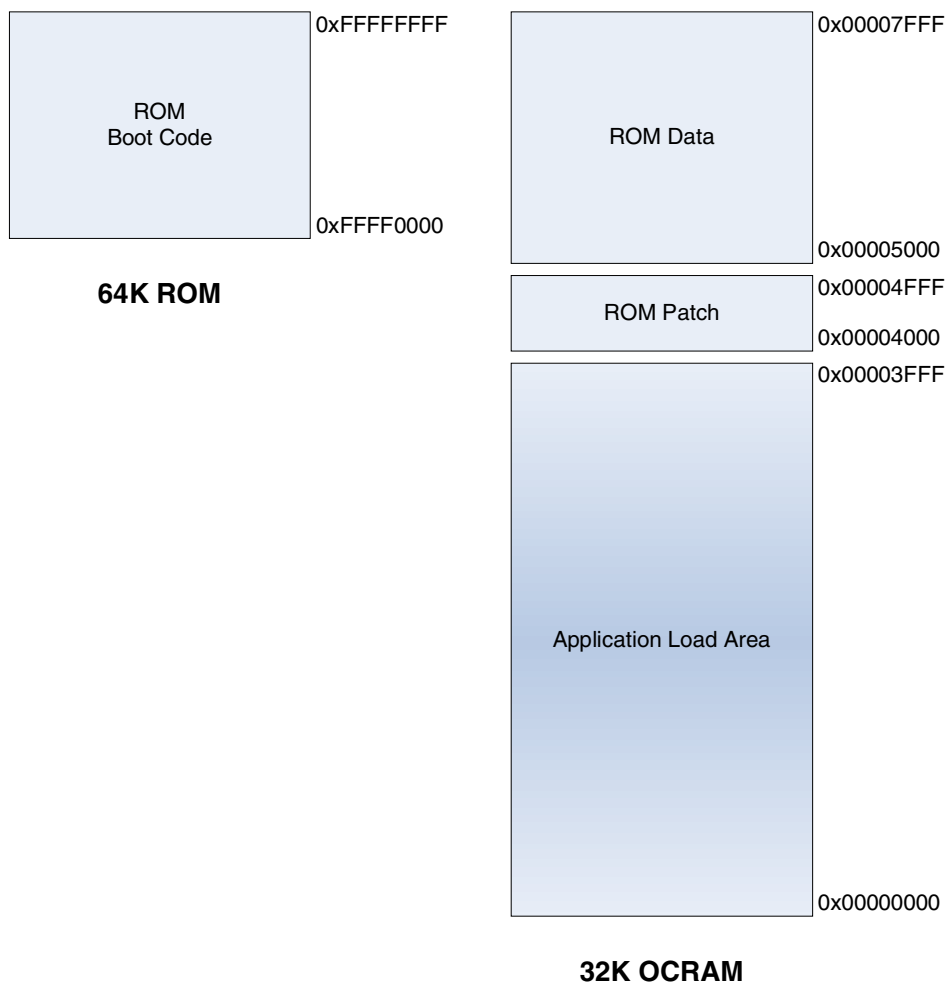 0xFFFFFFFF
ROM
Boot Code
0xFFFF0000
64K ROM
0x00007FFF
ROM Data
0x00005000
0x00004FFF
ROM Patch
0x00004000
0x00003FFF
Application Load Area
0x00000000
32K OCRAM